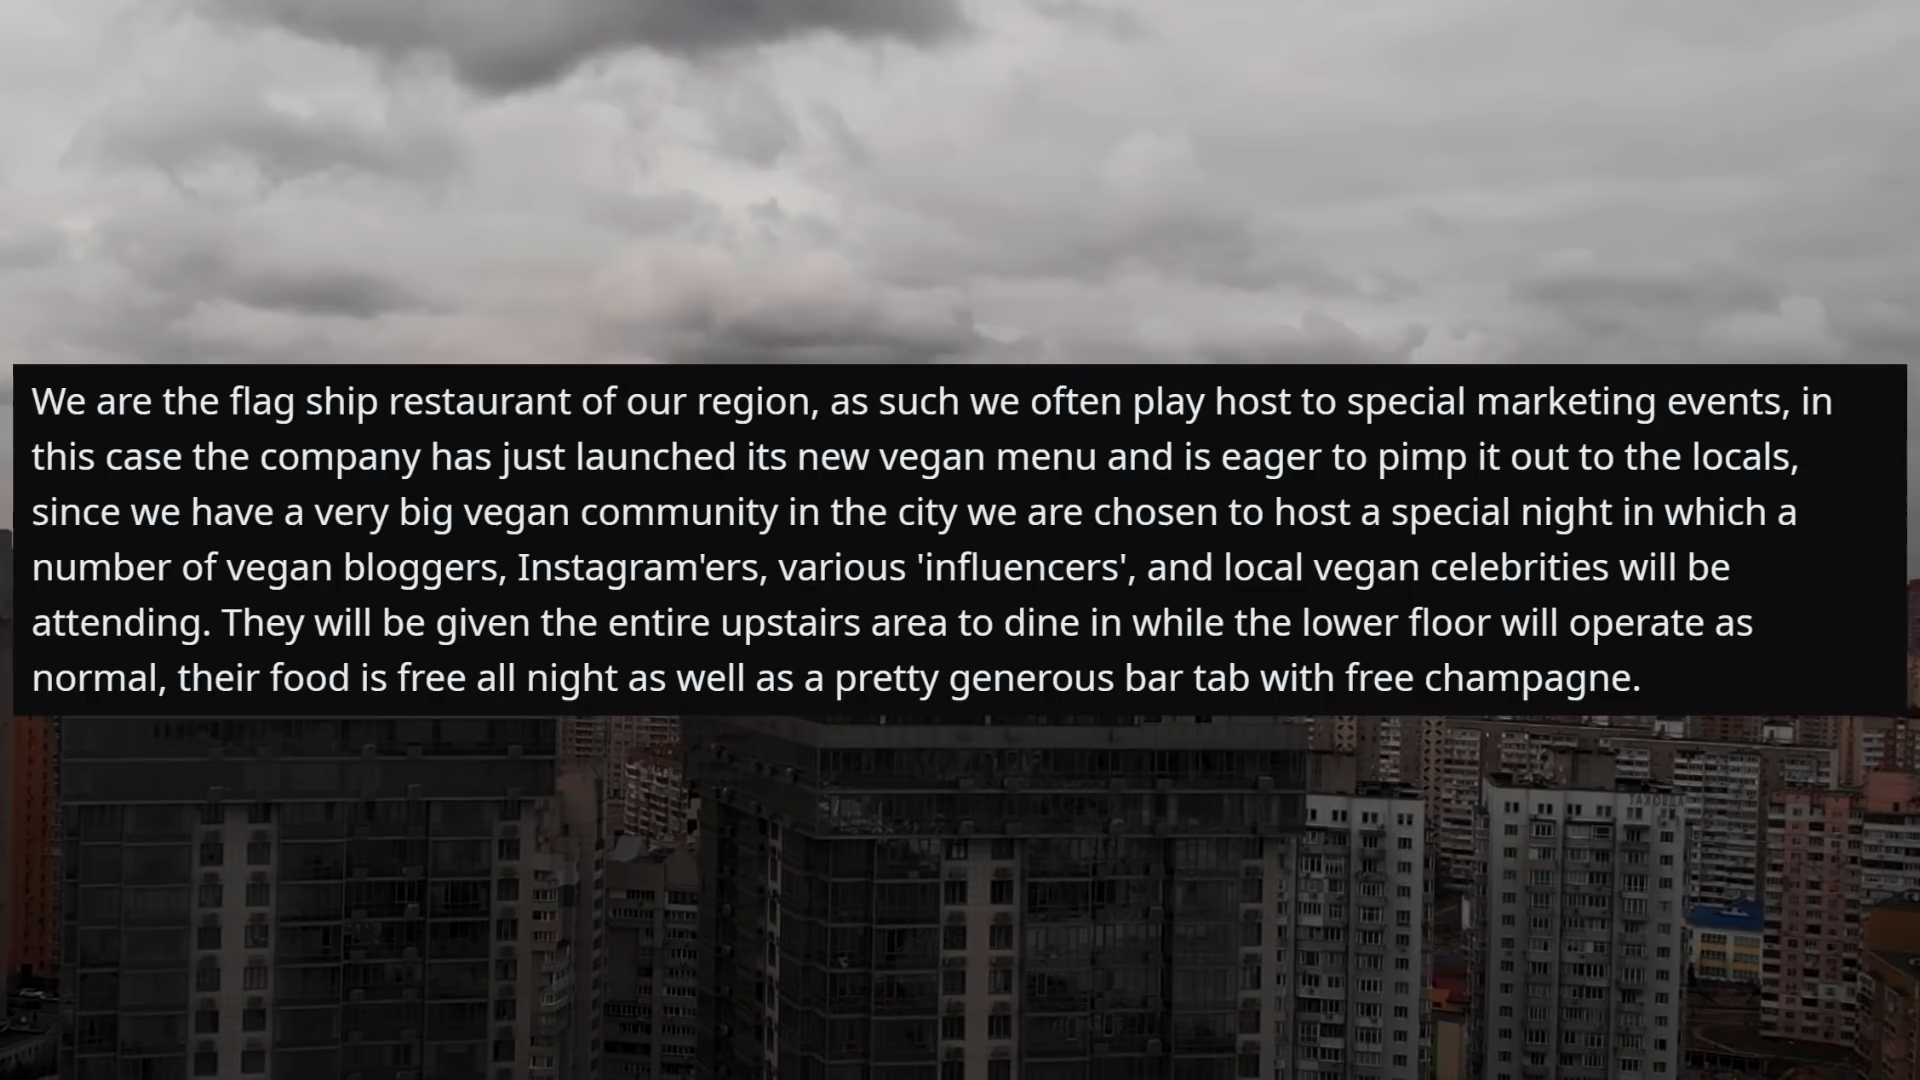 We are the flag ship restaurant of our region, as such we often play host to special marketing events, in
this case the company has just launched its new vegan menu and is eager to pimp it out to the locals,
since we have a very big vegan community in the city we are chosen to host a special night in which a
number of vegan bloggers, Instagram'ers, various 'influencers', and local vegan celebrities will be
attending. They will be given the entire upstairs area to dine in while the lower floor will operate as
normal, their food is free all night as well as a pretty generous bar tab with free champagne.